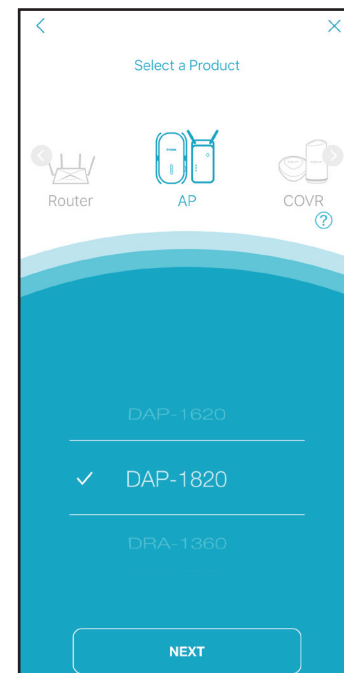 Select a Product
Router AP COVR
?
DAP-1620
DAP-1820
DRA-1360
NEXT